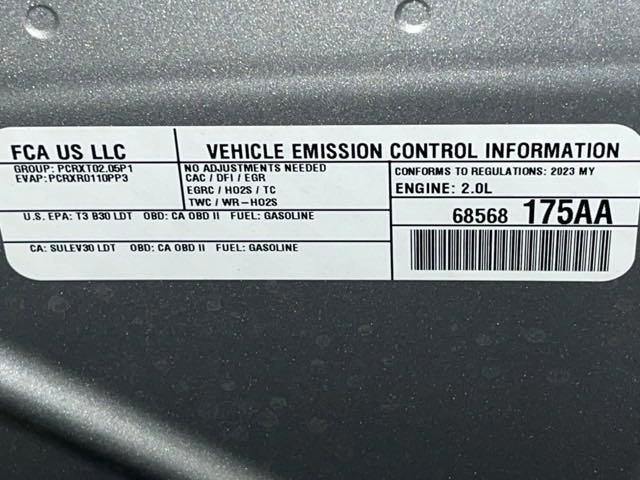 FCA US LLC
GROUP: PCRXT02.05P1
EVAP: PCRXR0110PP3
VEHICLE EMISSION CONTROL INFORMATION
NO ADJUSTMENTS NEEDED
CAC / DFI / EGR
EGRC / HO2S / TC
TWC / WR-HO2S
CONFORMS TO REGULATIONS: 2023 MY
ENGINE: 2.0L
U.S. EPA: T3 B30 LDT OBD: CA OBD II FUEL: GASOLINE
CA: SULEV30 LDT OBD: CA OBD II FUEL: GASOLINE
68568 175AA